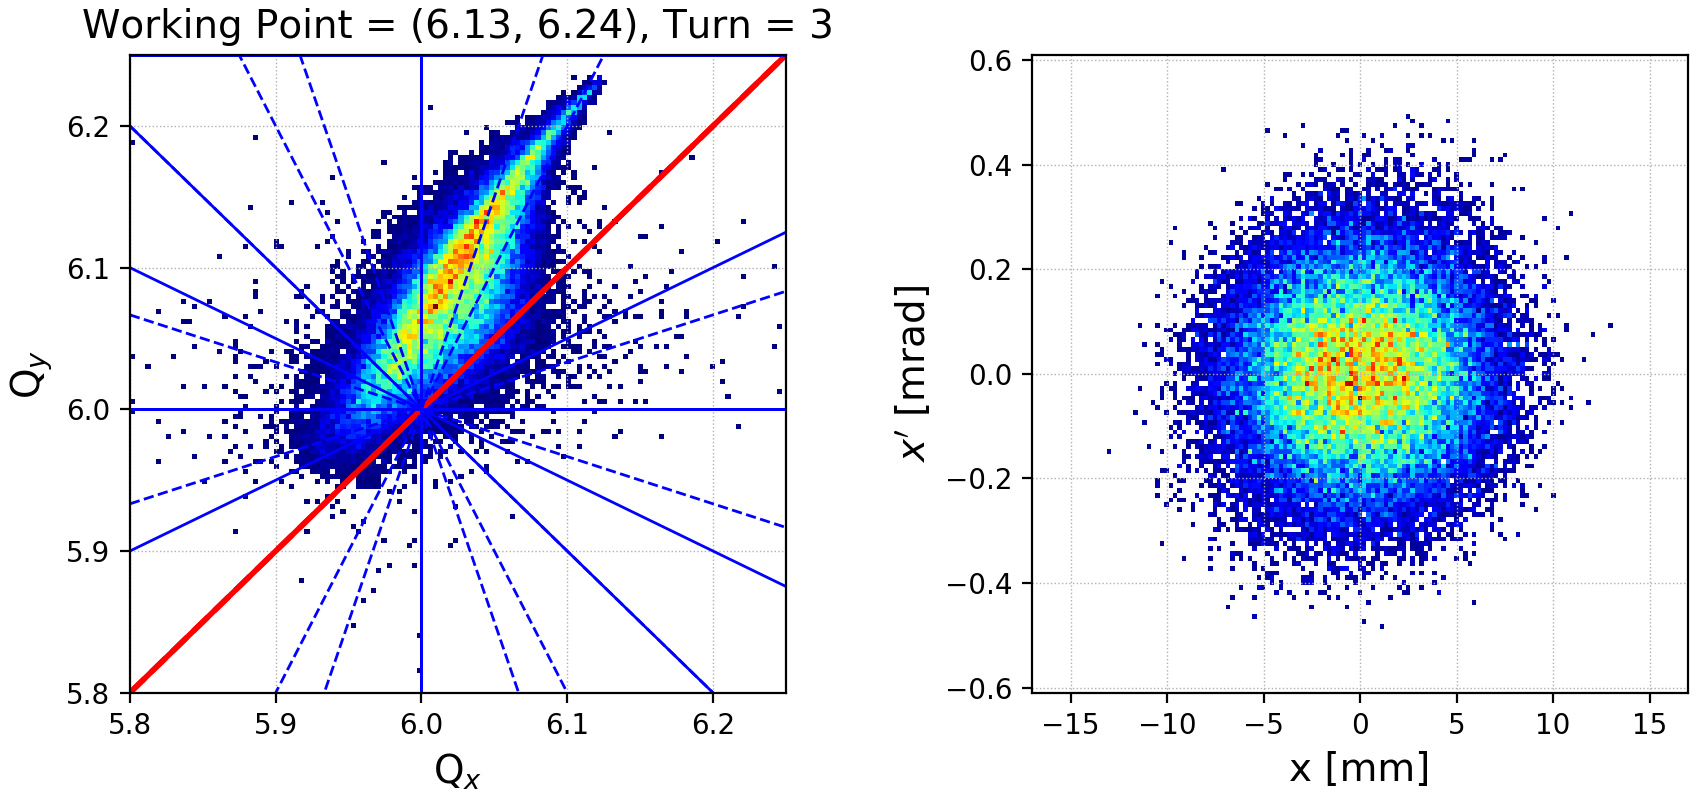 Working Point = (6.13, 6.24), Turn = 3
6.2
6.1
6.0
5.9
5.8
5.8 5.9 6.0 6.1 6.2
Qy
Qx
0.6
0.4
0.2
0.0
−0.2
−0.4
−0.6
−15 −10 −5 0 5 10 15
x′ [mrad]
x [mm]